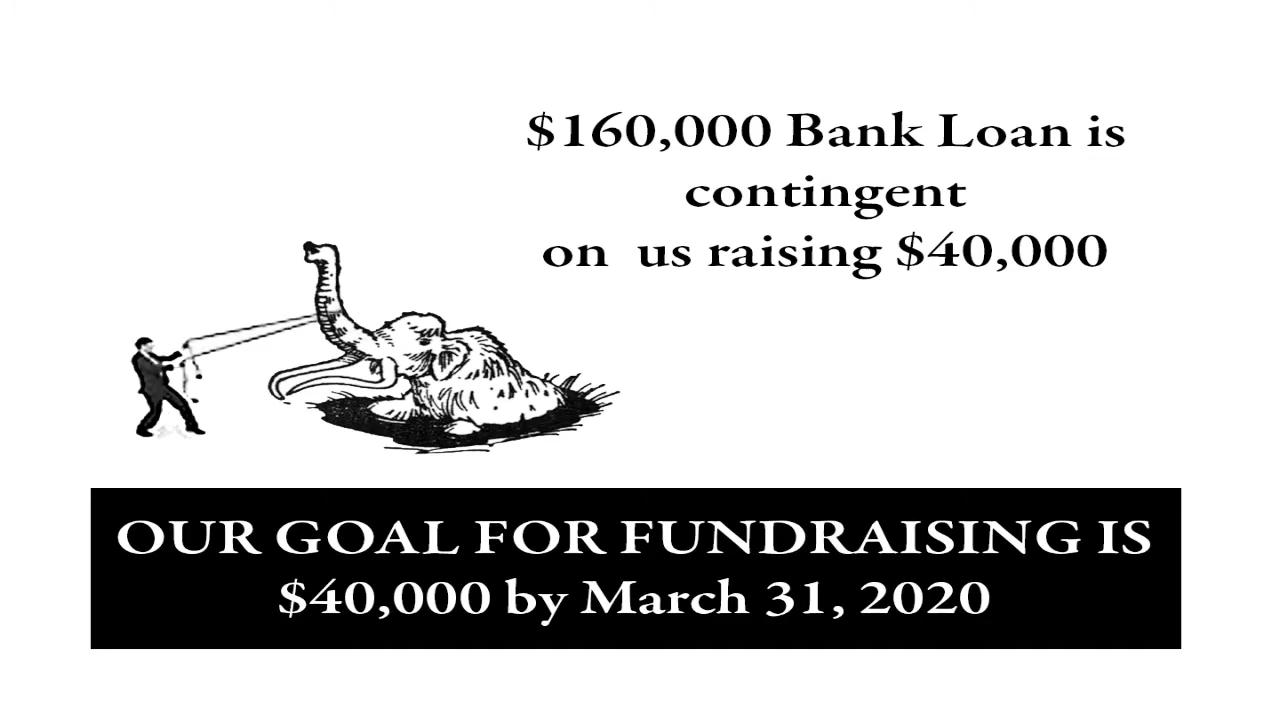 $160,000 Bank Loan is
contingent
on us raising $40,000
OUR GOAL FOR FUNDRAISING IS
$40,000 by March 31, 2020